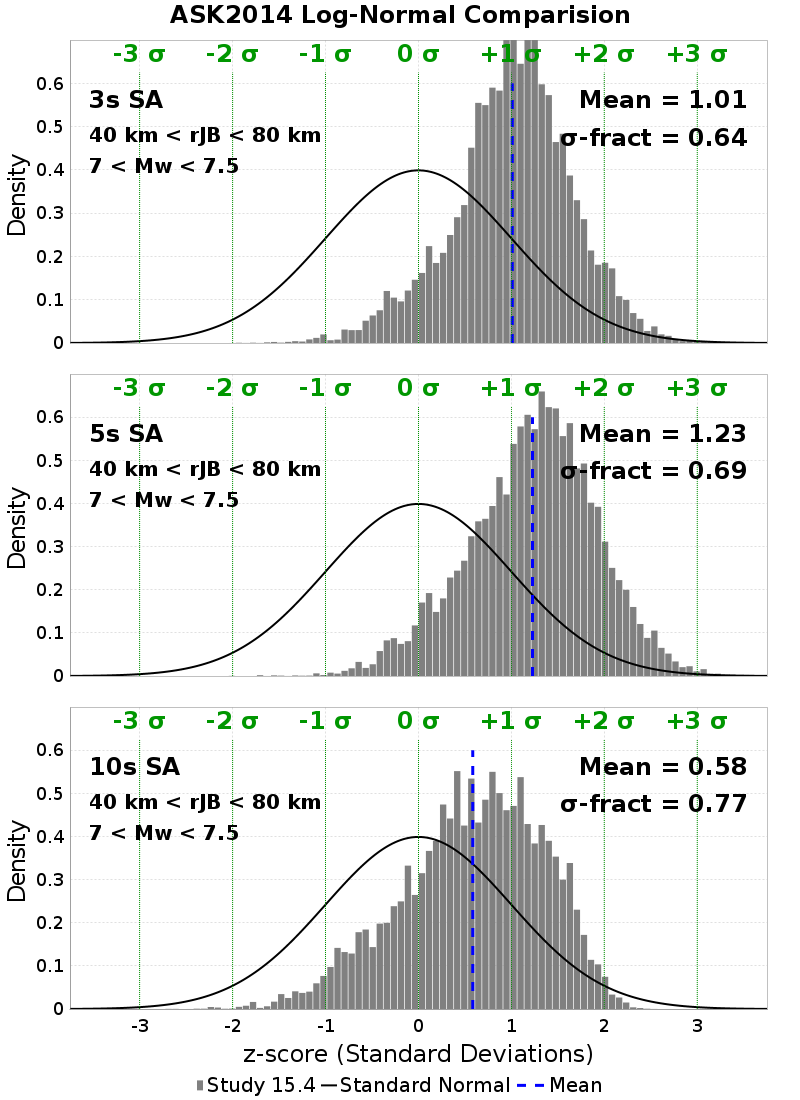 ASK2014 Log-Normal Comparision
-3 σ -2 σ -1 σ 0 σ +1 σ +2 σ +3 σ
3s SA
Mean = 1.01
40 km < rJB < 80 km
σ-fract = 0.64
7 < Mw < 7.5
0.6
0.5
0.4
0.3
0.2
0.1
0
Density
-3 σ -2 σ -1 σ 0 σ +1 σ +2 σ +3 σ
5s SA
Mean = 1.23
40 km < rJB < 80 km
σ-fract = 0.69
7 < Mw < 7.5
0.6
0.5
0.4
0.3
0.2
0.1
0
Density
-3 σ -2 σ -1 σ 0 σ +1 σ +2 σ +3 σ
10s SA
Mean = 0.58
40 km < rJB < 80 km
σ-fract = 0.77
7 < Mw < 7.5
0.6
0.5
0.4
0.3
0.2
0.1
0
Density
-3 -2 -1 0 1 2 3
z-score (Standard Deviations)
Study 15.4 Standard Normal Mean